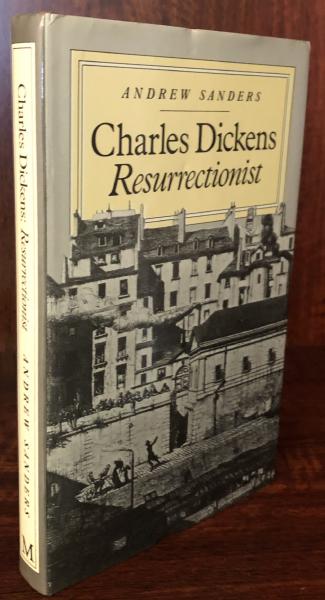 ANDREW SANDERS
Charles Dickens
Resurrectionist
Charles Dickens: Resurrectionist ANDREW SANDERS M